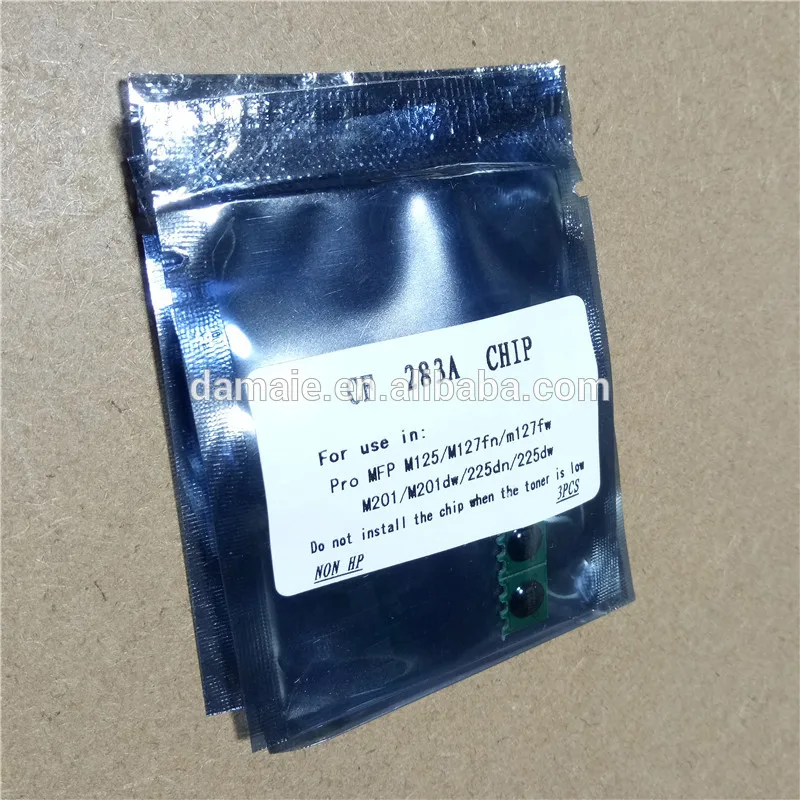 CF 283A CHIP
damaie.en.alibaba.com
For use in:
Pro MFP M125/M127fn/m127fw
M201/M201dw/225dn/225dw
Do not install the chip when the toner is low
3PCS
NON HP